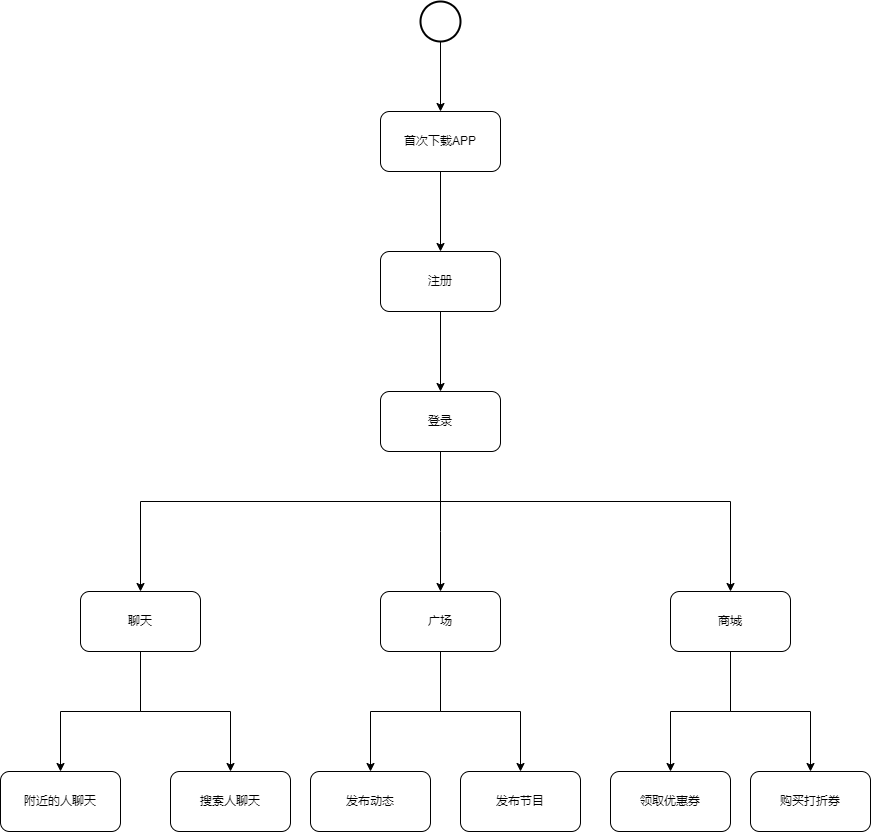 首次下载APP
注册
登录
聊天
广场
商城
附近的人聊天
搜索人聊天
发布动态
发布节目
领取优惠券
购买打折券